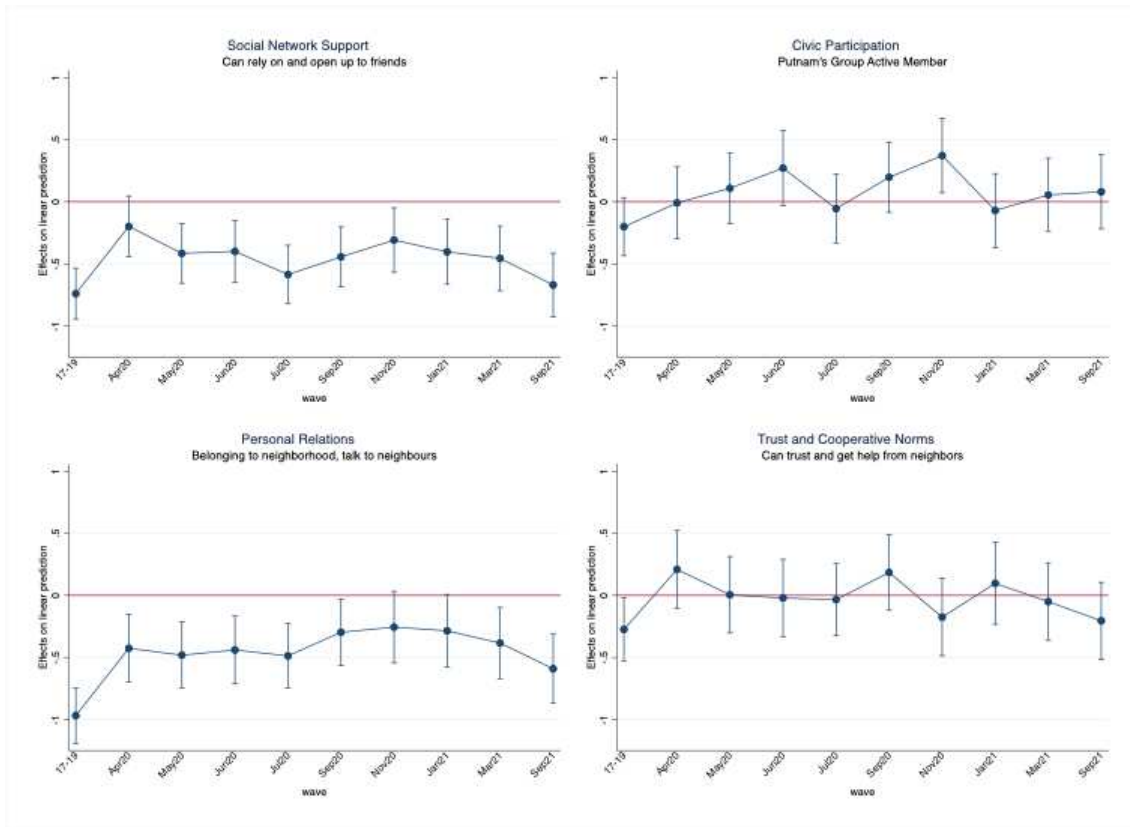 Social Network Support
Can rely on and open up to friends
Effects on linear prediction
1
.5
0
-.5
-1
17-19
Apr20
May20
Jun20
Jul20
Sep20
Nov20
Jan21
Mar21
Sep21
wave
Civic Participation
Putnam's Group Active Member
Effects on linear prediction
1
.5
0
-.5
-1
17-19
Apr20
May20
Jun20
Jul20
Sep20
Nov20
Jan21
Mar21
Sep21
wave
Personal Relations
Belonging to neighborhood, talk to neighbours
Effects on linear prediction
1
.5
0
-.5
-1
17-19
Apr20
May20
Jun20
Jul20
Sep20
Nov20
Jan21
Mar21
Sep21
wave
Trust and Cooperative Norms
Can trust and get help from neighbors
Effects on linear prediction
1
.5
0
-.5
-1
17-19
Apr20
May20
Jun20
Jul20
Sep20
Nov20
Jan21
Mar21
Sep21
wave